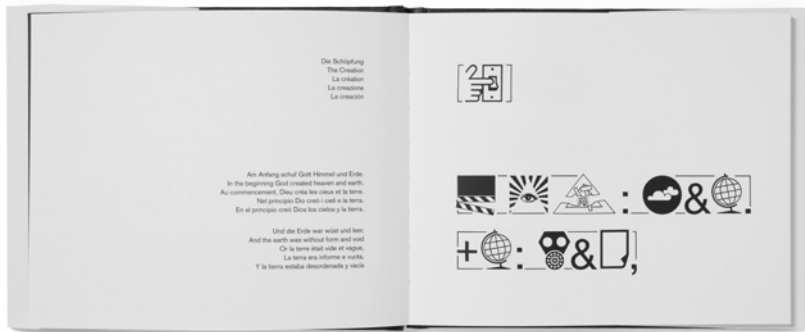 Die Schöpfung
The Creation
La création
La creazione
La creación
Am Anfang schuf Gott Himmel und Erde.
In the beginning God created heaven and earth.
Au commencement, Dieu créa les cieux et la terre.
Nel principio Dio creò i cieli e la terra.
En el principio creó Dios los cielos y la tierra.
Und die Erde war wüst und leer,
And the earth was without form and void
Or la terre était vide et vague,
La terra era informe e vuota,
Y la tierra estaba desordenada y vacía
[ ]
: & .
+ : & ,